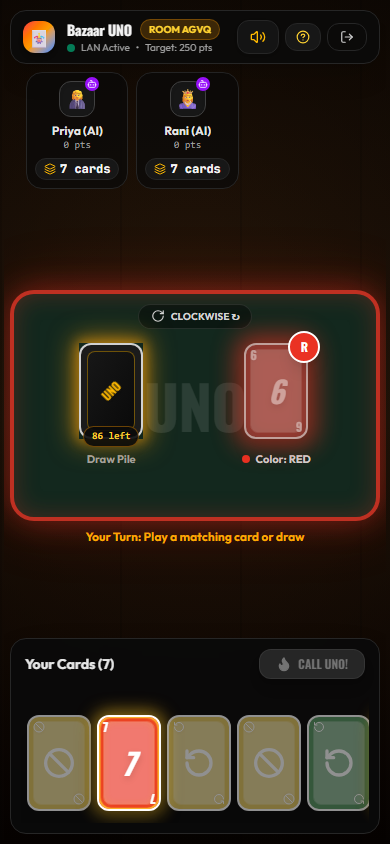 Bazaar UNO
ROOM AGVQ
LAN Active • Target: 250 pts
Priya (AI)
0 pts
7 cards
Rani (AI)
0 pts
7 cards
CLOCKWISE ↻
UNO
UNO
86 left
Draw Pile
R
6
6
6
Color: RED
Your Turn: Play a matching card or draw
Your Cards (7)
CALL UNO!
7
7
7